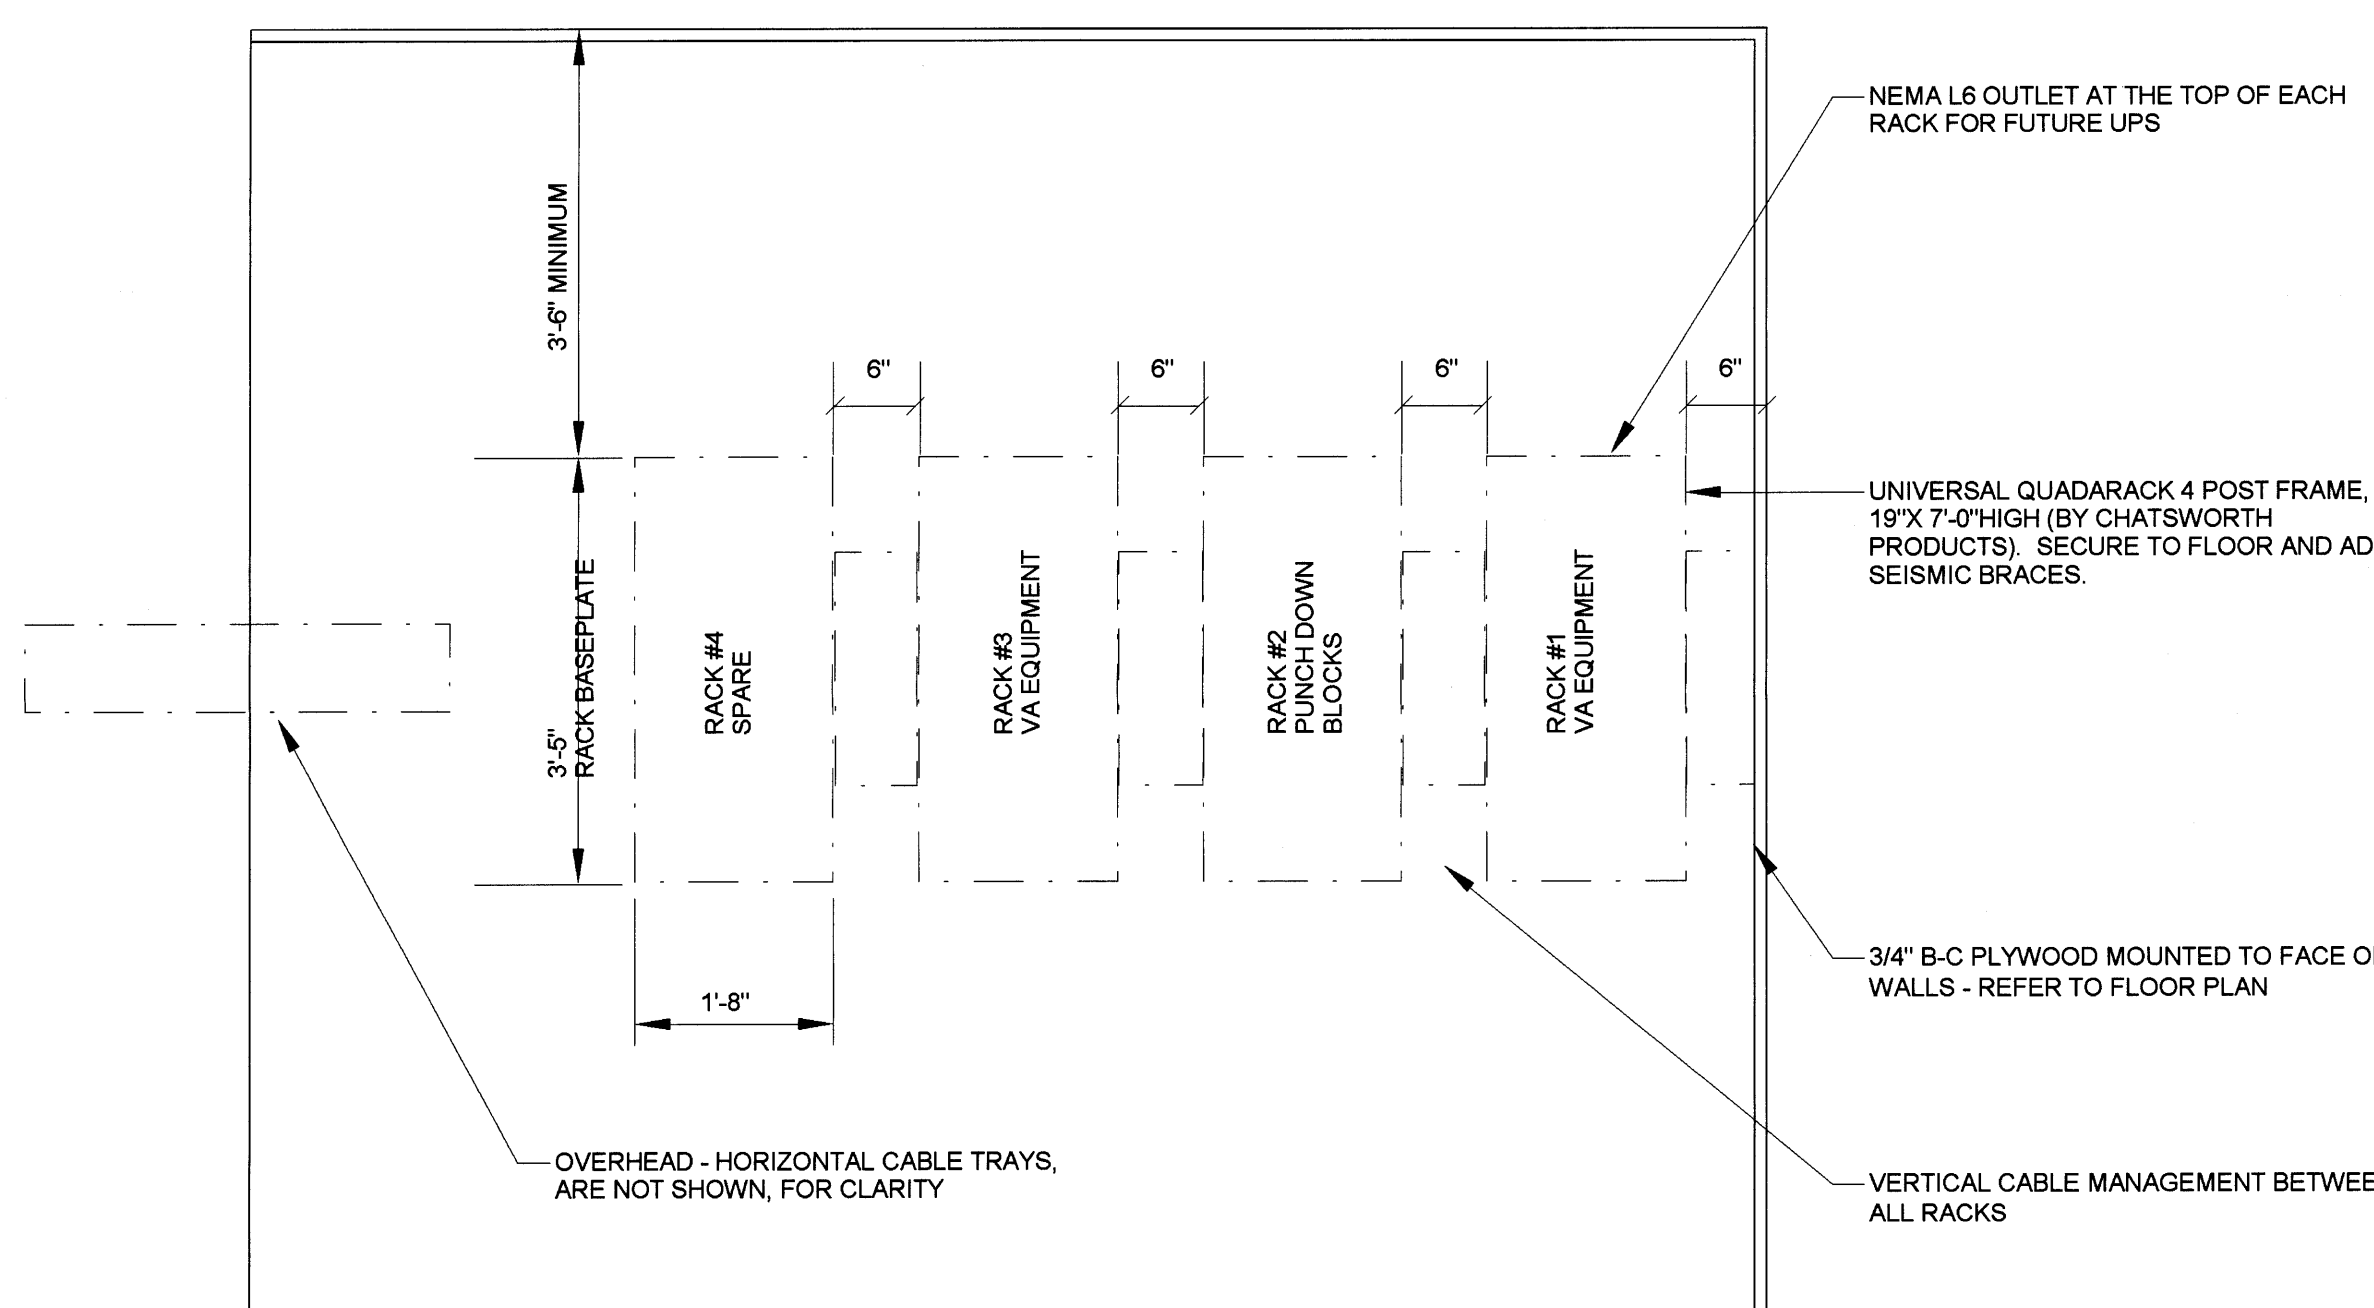 NEMA L6 OUTLET AT THE TOP OF EACH
RACK FOR FUTURE UPS
3'-6" MINIMUM
6"
6"
6"
6"
UNIVERSAL QUADARACK 4 POST FRAME,
19"X 7'-0"HIGH (BY CHATSWORTH
PRODUCTS). SECURE TO FLOOR AND AD
SEISMIC BRACES.
3'-5"
RACK BASEPLATE
RACK #4
SPARE
RACK #3
VA EQUIPMENT
RACK #2
PUNCH DOWN
BLOCKS
RACK #1
VA EQUIPMENT
3/4" B-C PLYWOOD MOUNTED TO FACE O
WALLS - REFER TO FLOOR PLAN
1'-8"
OVERHEAD - HORIZONTAL CABLE TRAYS,
ARE NOT SHOWN, FOR CLARITY
VERTICAL CABLE MANAGEMENT BETWEE
ALL RACKS